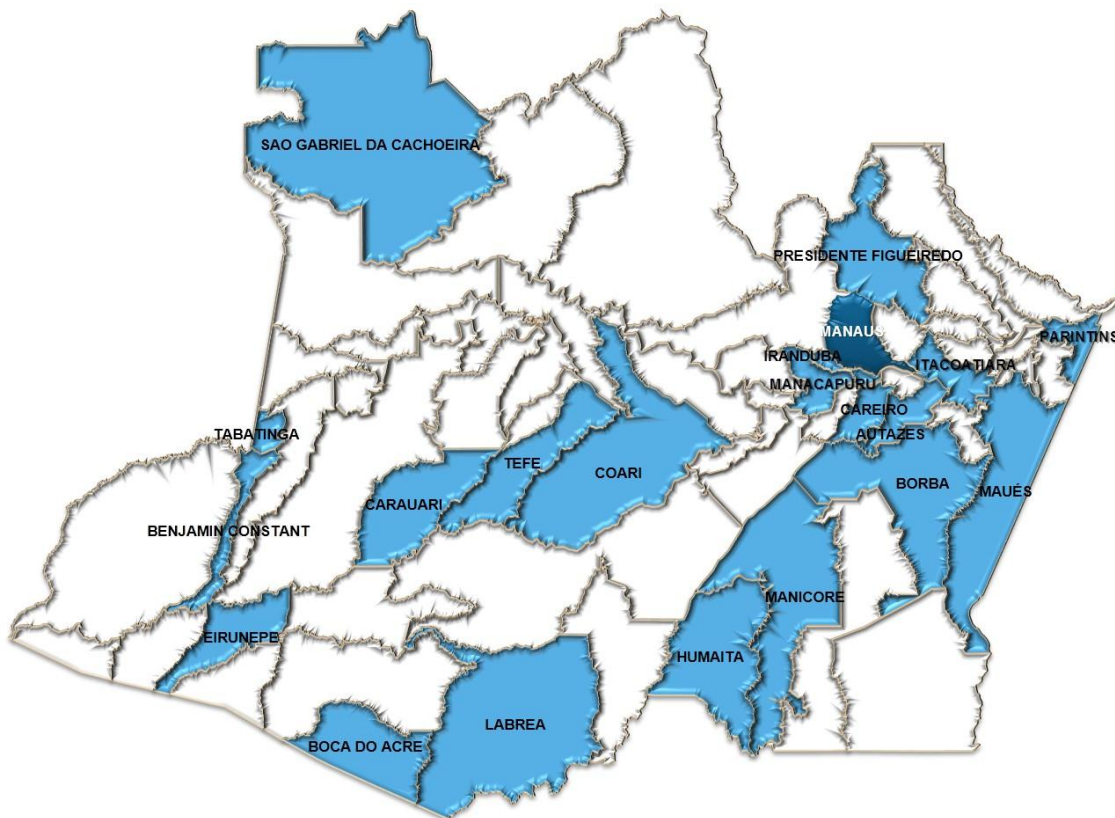 SAO GABRIEL DA CACHOEIRA
PRESIDENTE FIGUEIREDO
MANAUS
PARINTINS
IRANDUBA
ITACOATIARA
MANACAPURU
CAREIRO
TABATINGA
AUTAZES
TEFE
COARI
BORBA
MAUÉS
CARAUARI
BENJAMIN CONSTANT
MANICORE
EIRUNEPE
HUMAITA
LABREA
BOCA DO ACRE